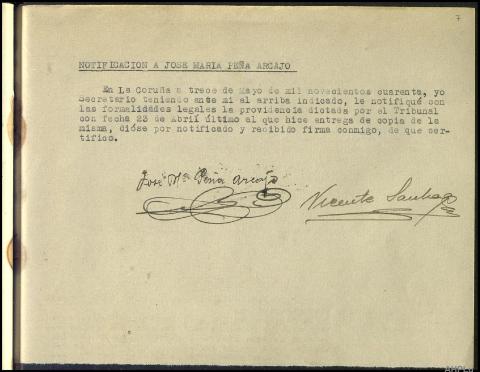 7
NOTIFICACION A JOSE MARIA PEÑA ARCAJO
En La Coruña a trece de Mayo de mil novecientos cuarenta, yo
Secretario teniendo ante mi al arriba indicado, le notifiqué con
las formalidades legales la providencia dictada por el Tribunal
con fecha 23 de Abril último al que hice entrega de copia de la
misma, dióse por notificado y recibido firma conmigo, de que cer-
tifico.
José Mª Peña Arcajo
Vicente Santiago